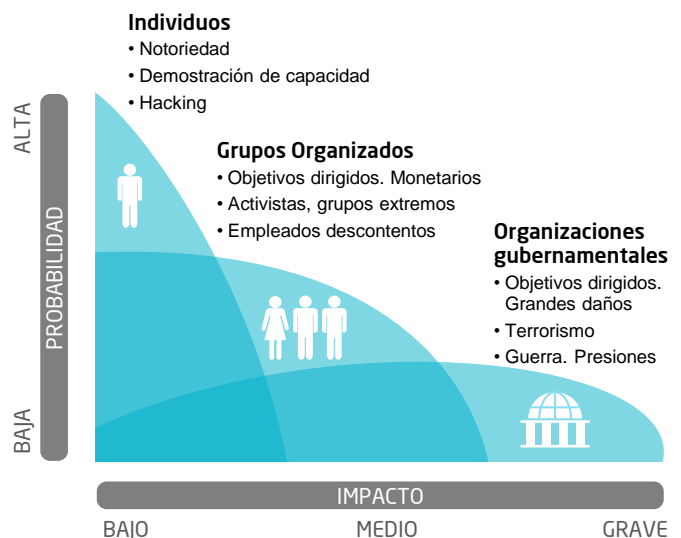 Individuos
• Notoriedad
• Demostración de capacidad
• Hacking
Grupos Organizados
• Objetivos dirigidos. Monetarios
• Activistas, grupos extremos
• Empleados descontentos
Organizaciones
gubernamentales
• Objetivos dirigidos.
Grandes daños
• Terrorismo
• Guerra. Presiones
ALTA
PROBABILIDAD
BAJA
IMPACTO
BAJO MEDIO GRAVE